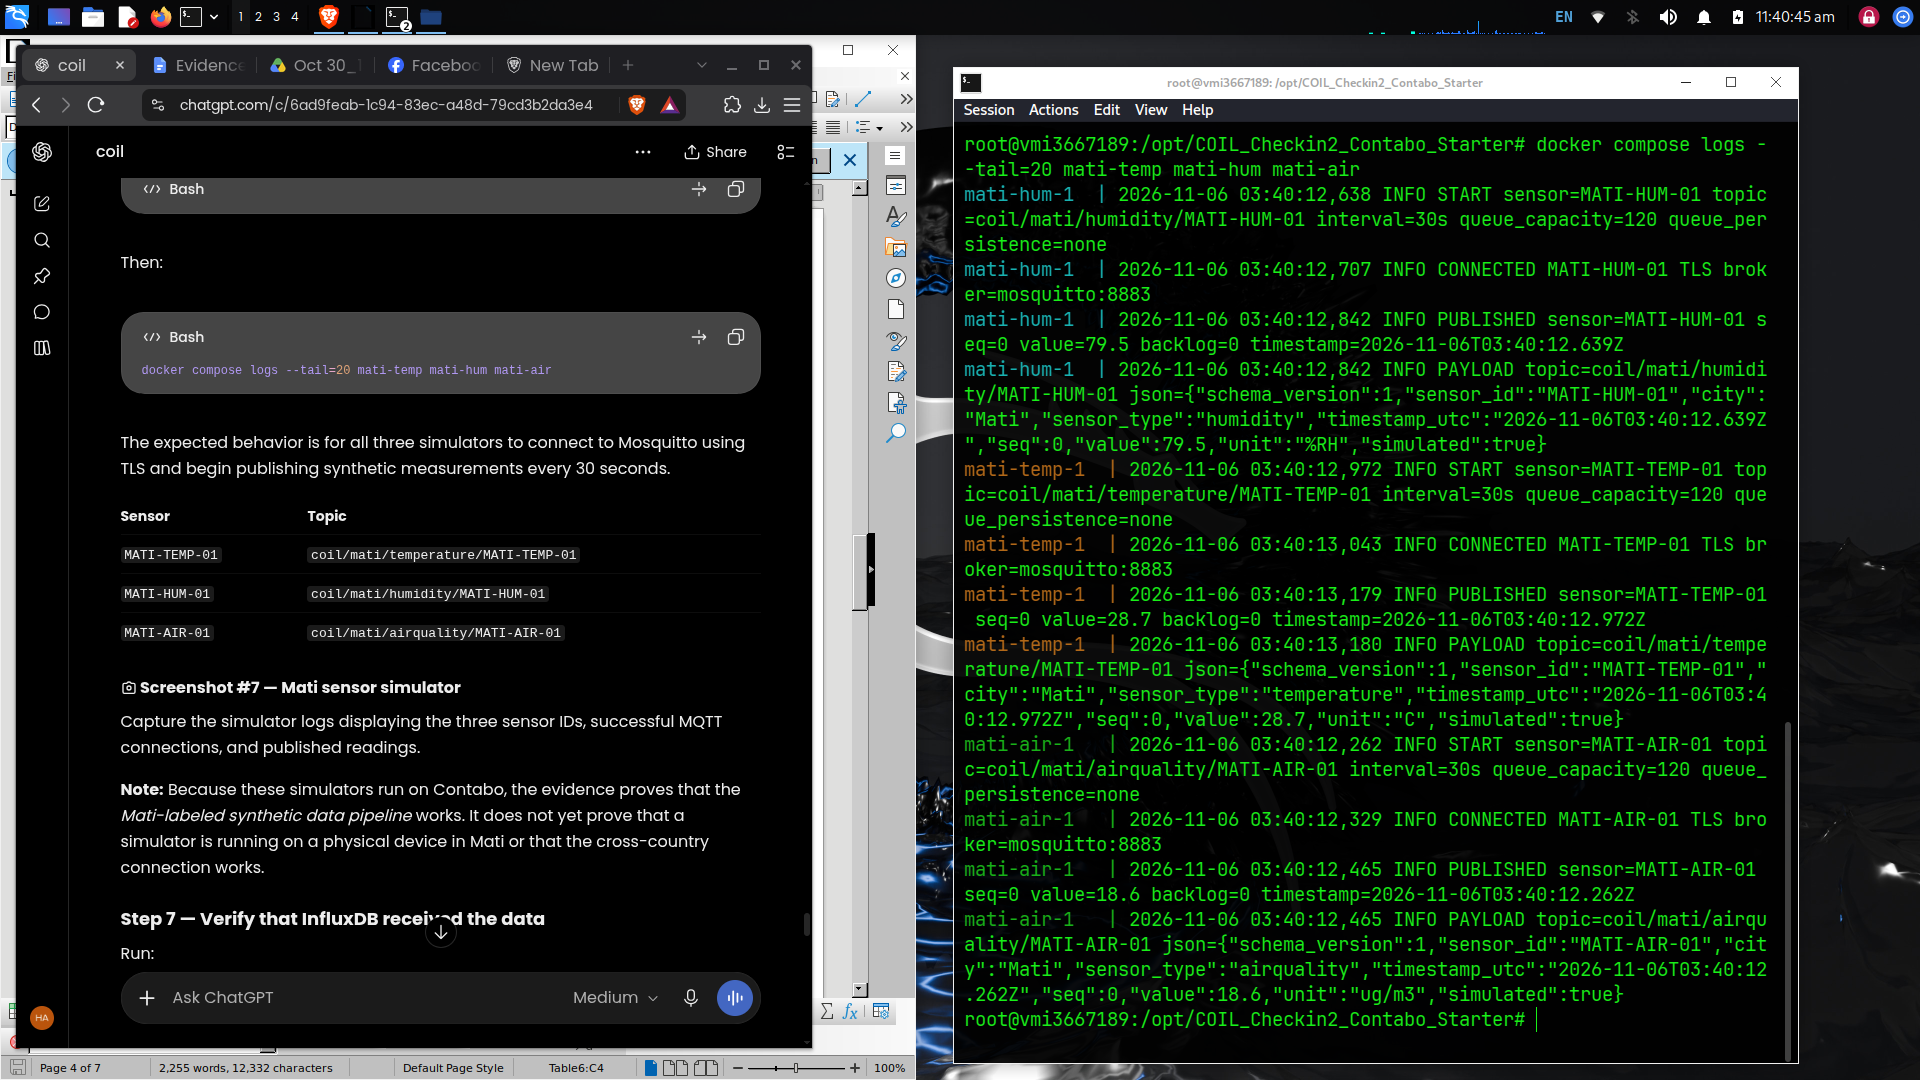 1 2 3 4
2
EN
11:40:45 am
coil
Evidence
Oct 30_
Faceboo
New Tab
chatgpt.com/c/6ad9feab-1c94-83ec-a48d-79cd3b2da3e4
coil
Share
Bash
Then:
Bash
docker compose logs --tail=20 mati-temp mati-hum mati-air
The expected behavior is for all three simulators to connect to Mosquitto using
TLS and begin publishing synthetic measurements every 30 seconds.
Sensor Topic
MATI-TEMP-01 coil/mati/temperature/MATI-TEMP-01
MATI-HUM-01 coil/mati/humidity/MATI-HUM-01
MATI-AIR-01 coil/mati/airquality/MATI-AIR-01
Screenshot #7 — Mati sensor simulator
Capture the simulator logs displaying the three sensor IDs, successful MQTT
connections, and published readings.
Note: Because these simulators run on Contabo, the evidence proves that the
Mati-labeled synthetic data pipeline works. It does not yet prove that a
simulator is running on a physical device in Mati or that the cross-country
connection works.
Step 7 — Verify that InfluxDB received the data
Run:
Ask ChatGPT
Medium
HA
Page 4 of 7
2,255 words, 12,332 characters
Default Page Style
Table6:C4
100%
root@vmi3667189: /opt/COIL_Checkin2_Contabo_Starter
Session Actions Edit View Help
root@vmi3667189:/opt/COIL_Checkin2_Contabo_Starter# docker compose logs -
-tail=20 mati-temp mati-hum mati-air
mati-hum-1  | 2026-11-06 03:40:12,638 INFO START sensor=MATI-HUM-01 topic
=coil/mati/humidity/MATI-HUM-01 interval=30s queue_capacity=120 queue_per
sistence=none
mati-hum-1  | 2026-11-06 03:40:12,707 INFO CONNECTED MATI-HUM-01 TLS brok
er=mosquitto:8883
mati-hum-1  | 2026-11-06 03:40:12,842 INFO PUBLISHED sensor=MATI-HUM-01 s
eq=0 value=79.5 backlog=0 timestamp=2026-11-06T03:40:12.639Z
mati-hum-1  | 2026-11-06 03:40:12,842 INFO PAYLOAD topic=coil/mati/humidi
ty/MATI-HUM-01 json={"schema_version":1,"sensor_id":"MATI-HUM-01","city":
"Mati","sensor_type":"humidity","timestamp_utc":"2026-11-06T03:40:12.639Z
","seq":0,"value":79.5,"unit":"%RH","simulated":true}
mati-temp-1  | 2026-11-06 03:40:12,972 INFO START sensor=MATI-TEMP-01 top
ic=coil/mati/temperature/MATI-TEMP-01 interval=30s queue_capacity=120 que
ue_persistence=none
mati-temp-1  | 2026-11-06 03:40:13,043 INFO CONNECTED MATI-TEMP-01 TLS br
oker=mosquitto:8883
mati-temp-1  | 2026-11-06 03:40:13,179 INFO PUBLISHED sensor=MATI-TEMP-01
 seq=0 value=28.7 backlog=0 timestamp=2026-11-06T03:40:12.972Z
mati-temp-1  | 2026-11-06 03:40:13,180 INFO PAYLOAD topic=coil/mati/tempe
rature/MATI-TEMP-01 json={"schema_version":1,"sensor_id":"MATI-TEMP-01","
city":"Mati","sensor_type":"temperature","timestamp_utc":"2026-11-06T03:4
0:12.972Z","seq":0,"value":28.7,"unit":"C","simulated":true}
mati-air-1   | 2026-11-06 03:40:12,262 INFO START sensor=MATI-AIR-01 topi
c=coil/mati/airquality/MATI-AIR-01 interval=30s queue_capacity=120 queue_
persistence=none
mati-air-1   | 2026-11-06 03:40:12,329 INFO CONNECTED MATI-AIR-01 TLS bro
ker=mosquitto:8883
mati-air-1   | 2026-11-06 03:40:12,465 INFO PUBLISHED sensor=MATI-AIR-01
seq=0 value=18.6 backlog=0 timestamp=2026-11-06T03:40:12.262Z
mati-air-1   | 2026-11-06 03:40:12,465 INFO PAYLOAD topic=coil/mati/airqu
ality/MATI-AIR-01 json={"schema_version":1,"sensor_id":"MATI-AIR-01","cit
y":"Mati","sensor_type":"airquality","timestamp_utc":"2026-11-06T03:40:12
.262Z","seq":0,"value":18.6,"unit":"ug/m3","simulated":true}
root@vmi3667189:/opt/COIL_Checkin2_Contabo_Starter#